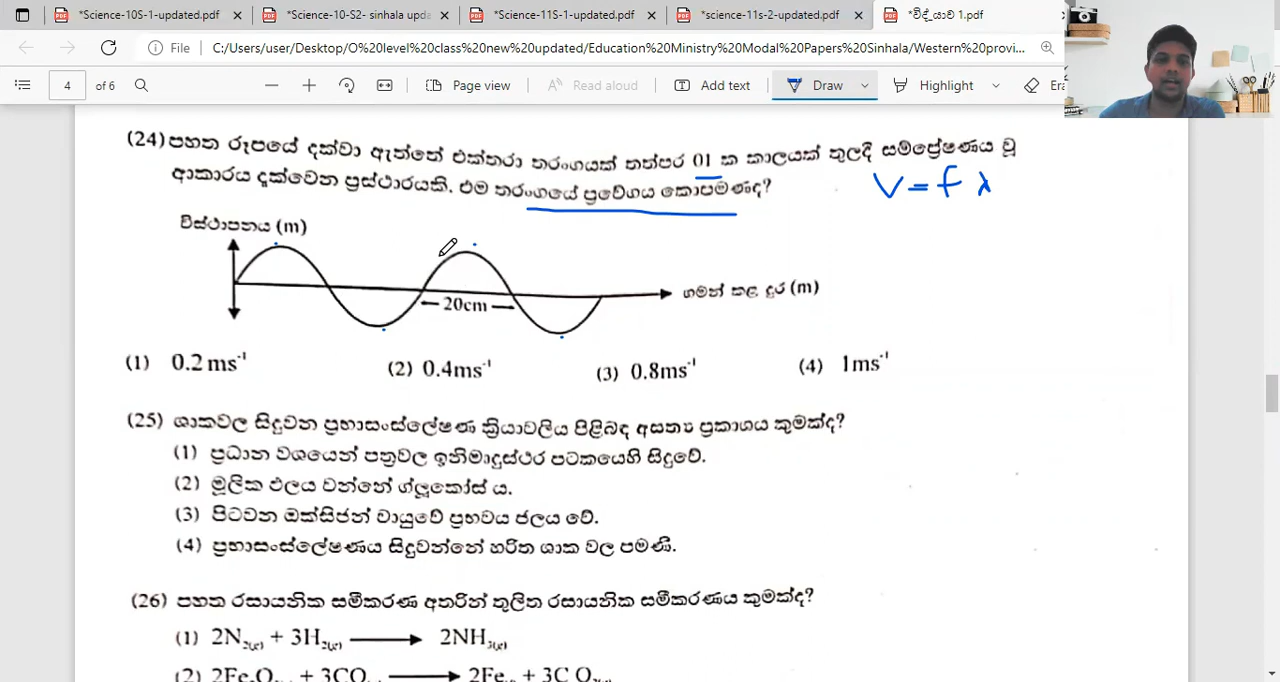 *Science-10S-1-updated.pdf
*Science-10-S2- sinhala upda
*Science-11S-1-updated.pdf
*science-11s-2-updated.pdf
*විද්‍යාව 1.pdf
File
C:/Users/user/Desktop/O%20level%20class%20new%20updated/Education%20Ministry%20Modal%20Papers%20Sinhala/Western%20provi...
4 of 6
Page view
Read aloud
Add text
Draw
Highlight
Era
(24) පහත රූපයේ දක්වා ඇත්තේ එක්තරා තරංගයක් තත්පර 01 ක කාලයක් තුලදී සම්ප්‍රේෂණය වූ
ආකාරය දැක්වෙන ප්‍රස්ථාරයකි. එම තරංගයේ ප්‍රවේගය කොපමණද?
V = f λ
විස්ථාපනය (m)
20cm
ගමන් කළ දුර (m)
(1) 0.2 ms⁻¹ (2) 0.4ms⁻¹ (3) 0.8ms⁻¹ (4) 1ms⁻¹
(25) ශාකවල සිදුවන ප්‍රභාසංස්ලේෂණ ක්‍රියාවලිය පිළිබඳ අසත්‍ය ප්‍රකාශය කුමක්ද?
(1) ප්‍රධාන වශයෙන් පත්‍රවල ඉනිමාදුස්ථර පටකයෙහි සිදුවේ.
(2) මූලික ඵලය වන්නේ ග්ලූකෝස් ය.
(3) පිටවන ඔක්සිජන් වායුවේ ප්‍රභවය ජලය වේ.
(4) ප්‍රභාසංස්ලේෂණය සිදුවන්නේ හරිත ශාක වල පමණී.
(26) පහත රසායනික සමීකරණ අතරින් තුලිත රසායනික සමීකරණය කුමක්ද?
(1) 2N₂(g) + 3H₂(g) ⟶ 2NH₃(g)